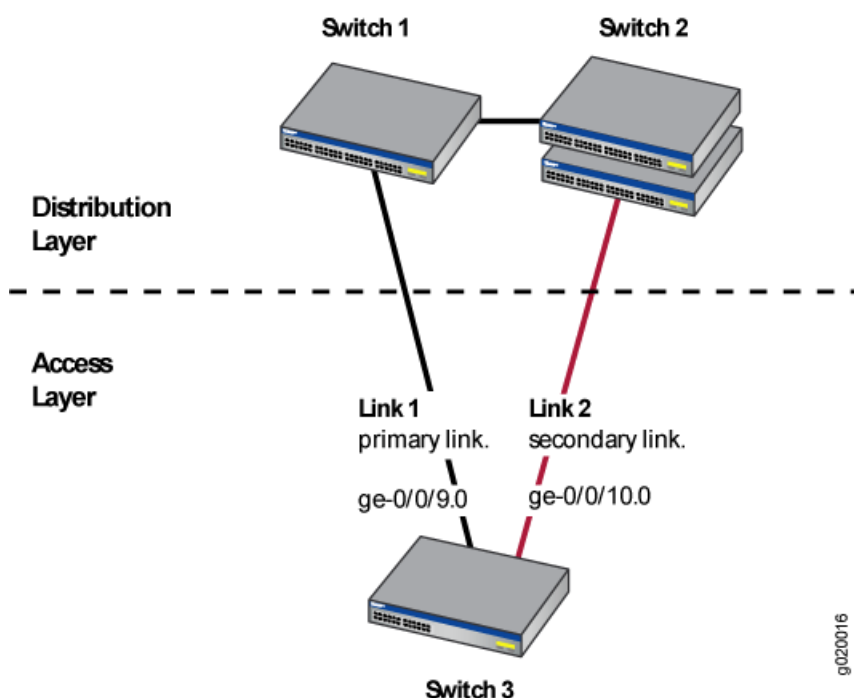 Switch 1
Switch 2
Distribution
Layer
Access
Layer
Link 1
primary link.
ge-0/0/9.0
Link 2
secondary link.
ge-0/0/10.0
Switch 3
g020016